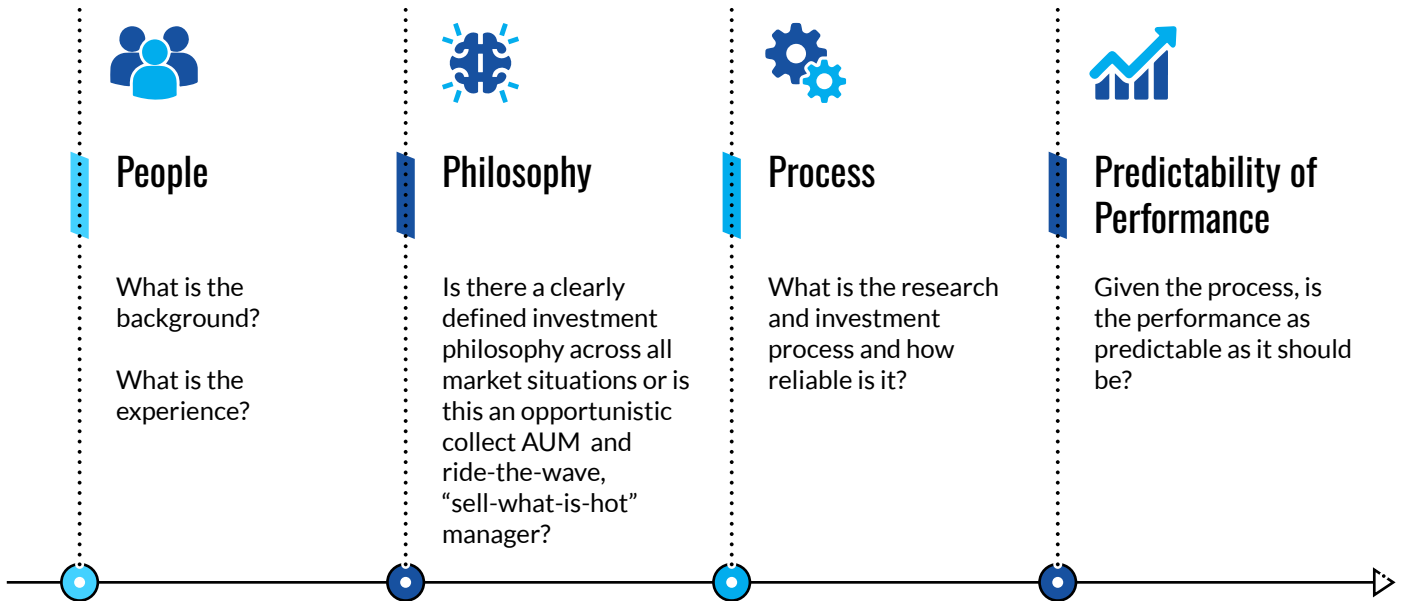 People
What is the
background?
What is the
experience?
Philosophy
Is there a clearly
defined investment
philosophy across all
market situations or is
this an opportunistic
collect AUM and
ride-the-wave,
“sell-what-is-hot”
manager?
Process
What is the research
and investment
process and how
reliable is it?
Predictability of
Performance
Given the process, is
the performance as
predictable as it should
be?